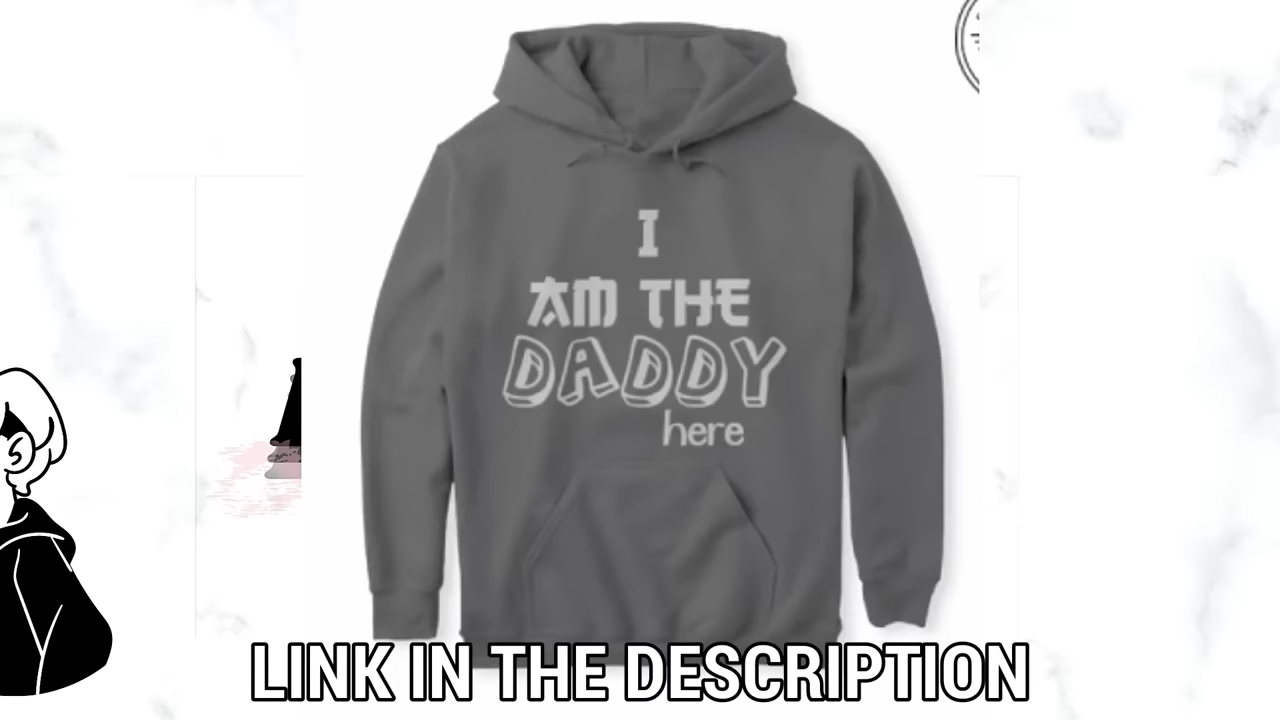 I
AM THE
DADDY
here
LINK IN THE DESCRIPTION